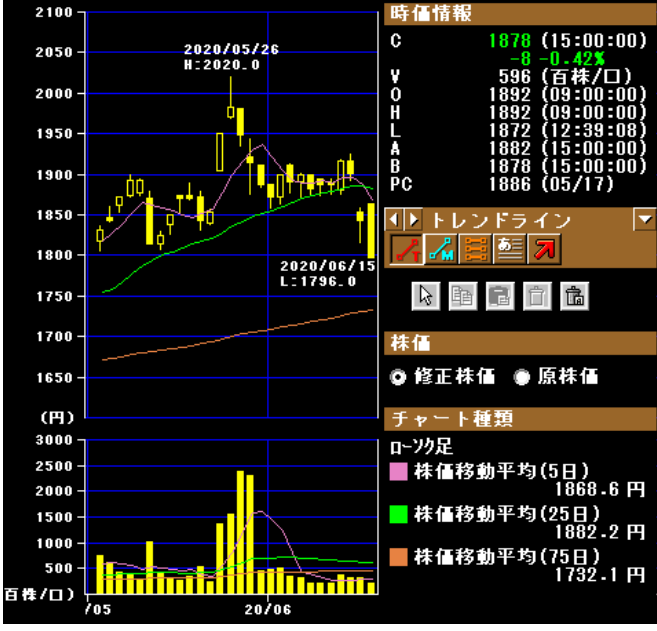 2100
2000
1950
1900
1850
1800
1750
1700
1650
(円)
2020/05/26
H:2020.0
2020/06/15
L:1796.0
3000
2500
2000
1500
1000
500
百株/口)
/05
20/06
時価情報
C 1878 (15:00:00)
-8 -0.42%
V 596 (百株/口)
O 1892 (09:00:00)
H 1892 (09:00:00)
L 1872 (12:39:08)
A 1882 (15:00:00)
B 1878 (15:00:00)
PC 1886 (05/17)
トレンドライン
T
M
あ
株価
修正株価 原株価
チャート種類
ローソク足
株価移動平均(5日)
1868.6 円
株価移動平均(25日)
1882.2 円
株価移動平均(75日)
1732.1 円